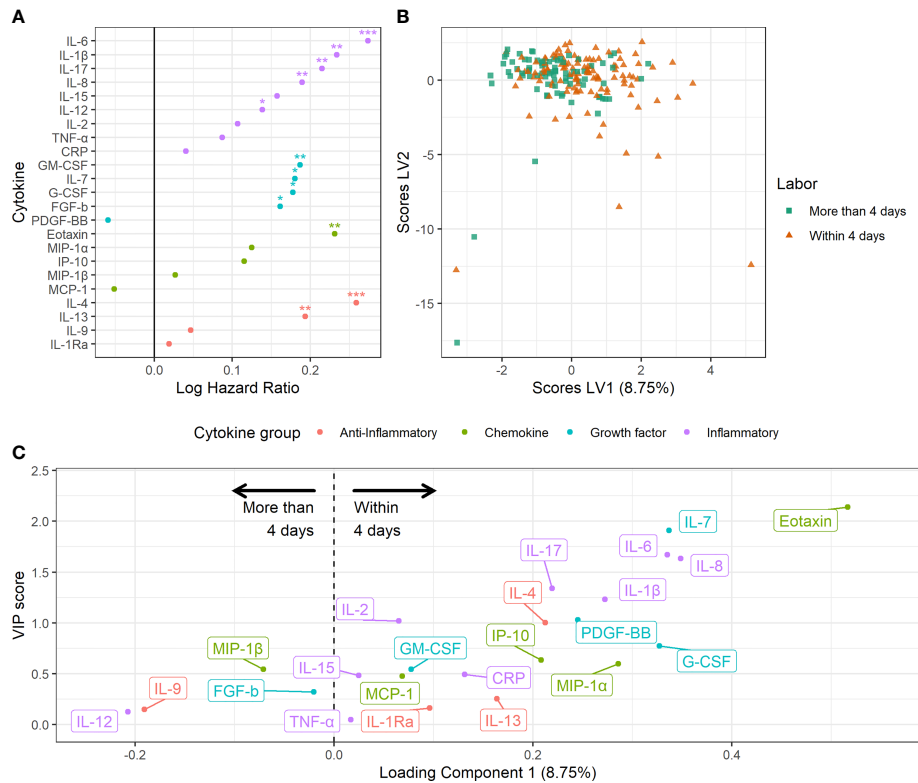 A
Cytokine
IL-6
IL-1β
IL-17
IL-8
IL-15
IL-12
IL-2
TNF-α
CRP
GM-CSF
IL-7
G-CSF
FGF-b
PDGF-BB
Eotaxin
MIP-1α
IP-10
MIP-1β
MCP-1
IL-4
IL-13
IL-9
IL-1Ra
***
**
**
**
*
**
*
*
*
**
***
**
0.0 0.1 0.2
Log Hazard Ratio
B
Scores LV2
0
-5
-10
-15
-2 0 2 4
Scores LV1 (8.75%)
Labor
More than 4 days
Within 4 days
Cytokine group Anti-Inflammatory Chemokine Growth factor Inflammatory
C
VIP score
2.5
2.0
1.5
1.0
0.5
0.0
More than
4 days
Within
4 days
Eotaxin
IL-7
IL-6
IL-8
IL-17
IL-1β
IL-4
IL-2
PDGF-BB
IP-10
GM-CSF
MIP-1β
G-CSF
IL-15
CRP
MIP-1α
IL-9
FGF-b
MCP-1
IL-12
TNF-α
IL-1Ra
IL-13
-0.2 0.0 0.2 0.4
Loading Component 1 (8.75%)